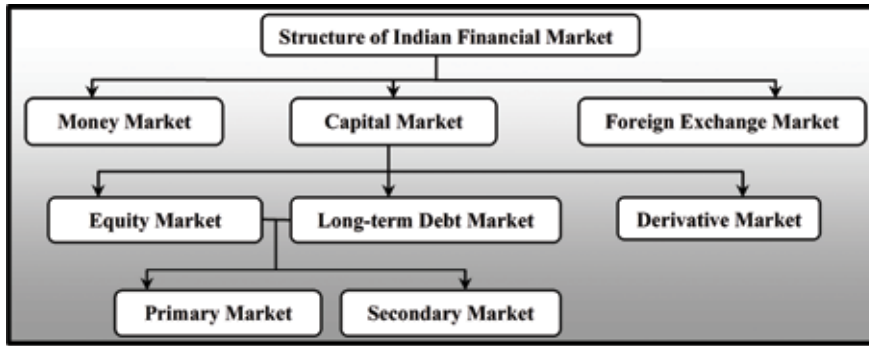 Structure of Indian Financial Market
Money Market
Capital Market
Foreign Exchange Market
Equity Market
Long-term Debt Market
Derivative Market
Primary Market
Secondary Market